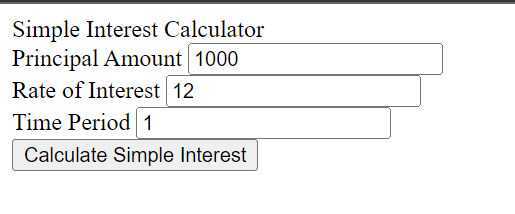 Simple Interest Calculator
Principal Amount 1000
Rate of Interest 12
Time Period 1
Calculate Simple Interest